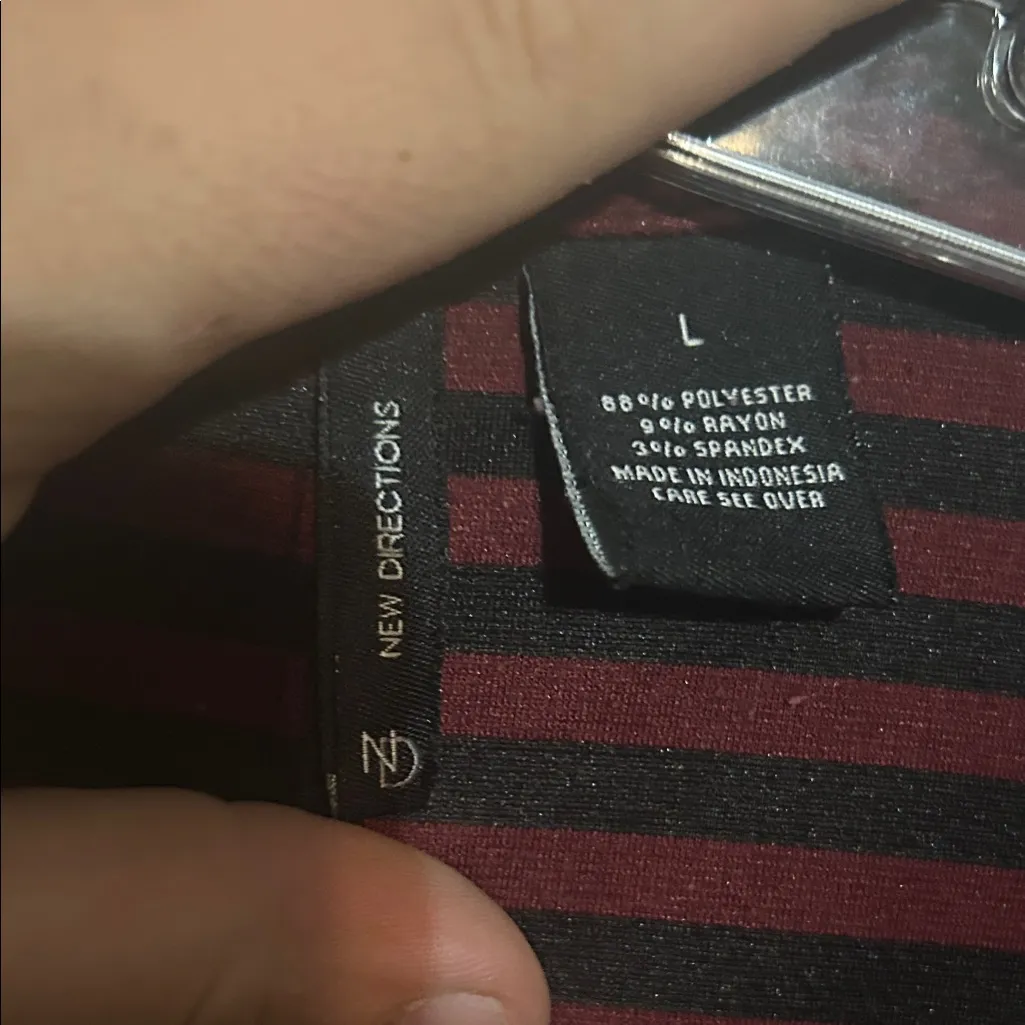 L
88% POLYESTER
9% RAYON
3% SPANDEX
MADE IN INDONESIA
CARE SEE OVER
NEW DIRECTIONS
ND